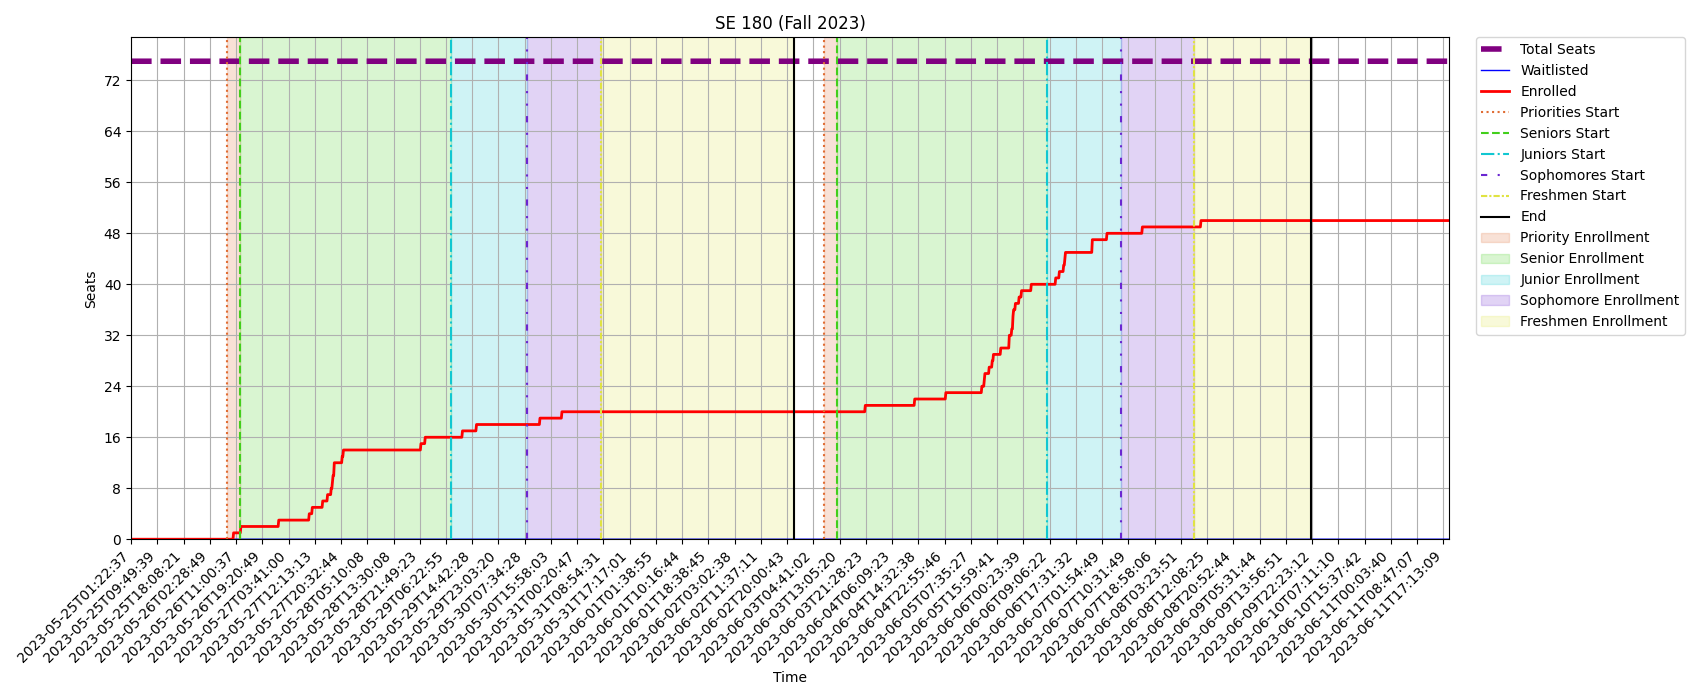 SE 180 (Fall 2023)
Seats
72
64
56
48
40
32
24
16
8
0
2023-05-25T01:22:37
2023-05-25T09:49:39
2023-05-25T18:08:21
2023-05-26T02:28:49
2023-05-26T11:00:37
2023-05-26T19:20:49
2023-05-27T03:41:00
2023-05-27T12:13:13
2023-05-27T20:32:44
2023-05-28T05:10:08
2023-05-28T13:30:08
2023-05-28T21:49:23
2023-05-29T06:22:55
2023-05-29T14:42:28
2023-05-29T23:03:20
2023-05-30T07:34:28
2023-05-30T15:58:03
2023-05-31T00:20:47
2023-05-31T08:54:31
2023-05-31T17:17:01
2023-06-01T01:38:55
2023-06-01T10:16:44
2023-06-01T18:38:45
2023-06-02T03:02:38
2023-06-02T11:37:11
2023-06-02T20:00:43
2023-06-03T04:41:02
2023-06-03T13:05:20
2023-06-03T21:28:23
2023-06-04T06:09:23
2023-06-04T14:32:38
2023-06-04T22:55:46
2023-06-05T07:35:27
2023-06-05T15:59:41
2023-06-06T00:23:39
2023-06-06T09:06:22
2023-06-06T17:31:32
2023-06-07T01:54:49
2023-06-07T10:31:49
2023-06-07T18:58:06
2023-06-08T03:23:51
2023-06-08T12:08:25
2023-06-08T20:52:44
2023-06-09T05:31:44
2023-06-09T13:56:51
2023-06-09T22:23:12
2023-06-10T07:11:10
2023-06-10T15:37:42
2023-06-11T00:03:40
2023-06-11T08:47:07
2023-06-11T17:13:09
Time
Total Seats
Waitlisted
Enrolled
Priorities Start
Seniors Start
Juniors Start
Sophomores Start
Freshmen Start
End
Priority Enrollment
Senior Enrollment
Junior Enrollment
Sophomore Enrollment
Freshmen Enrollment